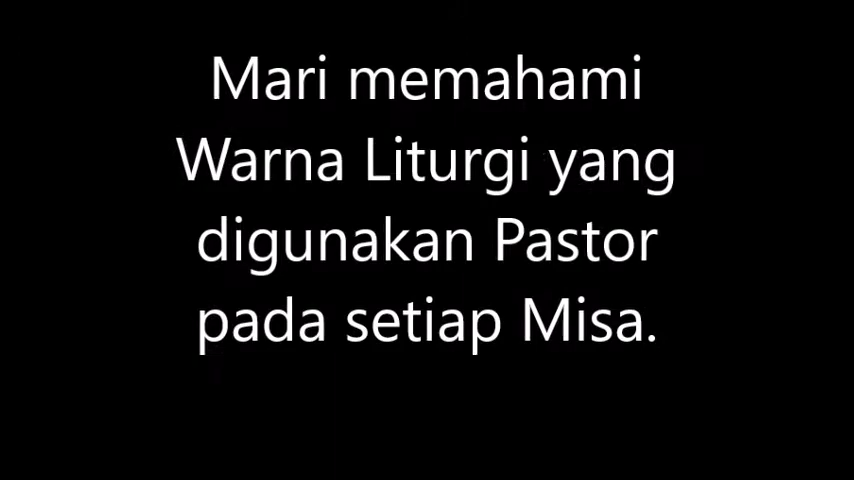 Mari memahami
Warna Liturgi yang
digunakan Pastor
pada setiap Misa.